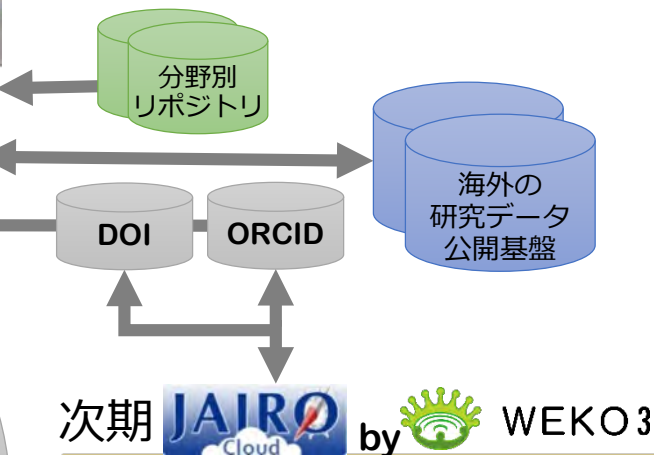 分野別
リポジトリ
海外の
研究データ
公開基盤
DOI
ORCID
次期 JAIRO Cloud by WEKO3